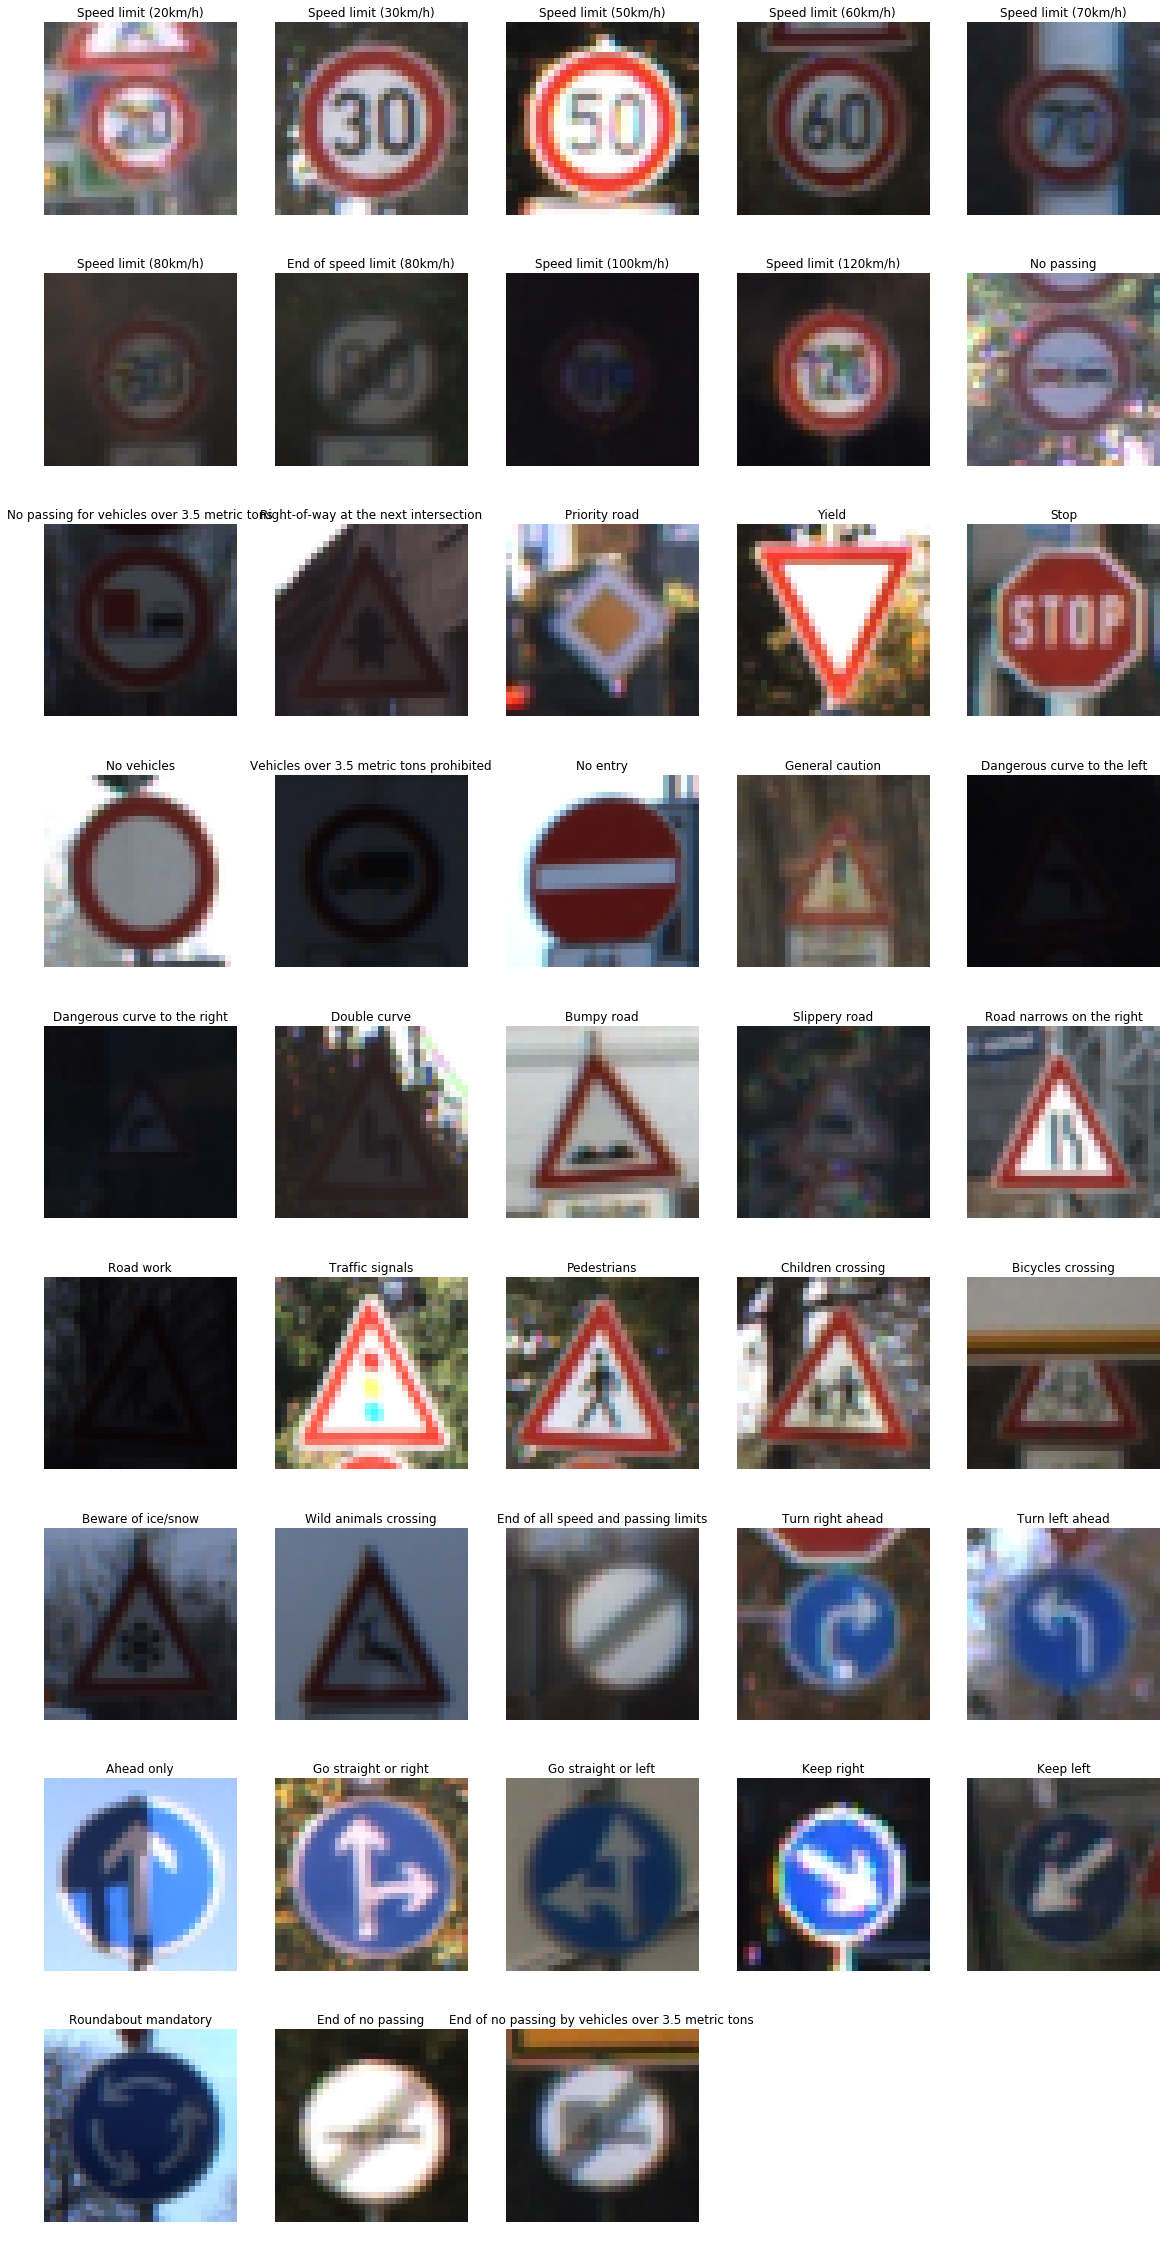 Speed limit (20km/h)
Speed limit (30km/h)
Speed limit (50km/h)
Speed limit (60km/h)
Speed limit (70km/h)
20
30
50
60
70
Speed limit (80km/h)
End of speed limit (80km/h)
Speed limit (100km/h)
Speed limit (120km/h)
No passing
80
80
120
No passing for vehicles over 3.5 metric tons
Right-of-way at the next intersection
Priority road
Yield
Stop
STOP
No vehicles
Vehicles over 3.5 metric tons prohibited
No entry
General caution
Dangerous curve to the left
Dangerous curve to the right
Double curve
Bumpy road
Slippery road
Road narrows on the right
Road work
Traffic signals
Pedestrians
Children crossing
Bicycles crossing
Beware of ice/snow
Wild animals crossing
End of all speed and passing limits
Turn right ahead
Turn left ahead
Ahead only
Go straight or right
Go straight or left
Keep right
Keep left
Roundabout mandatory
End of no passing
End of no passing by vehicles over 3.5 metric tons